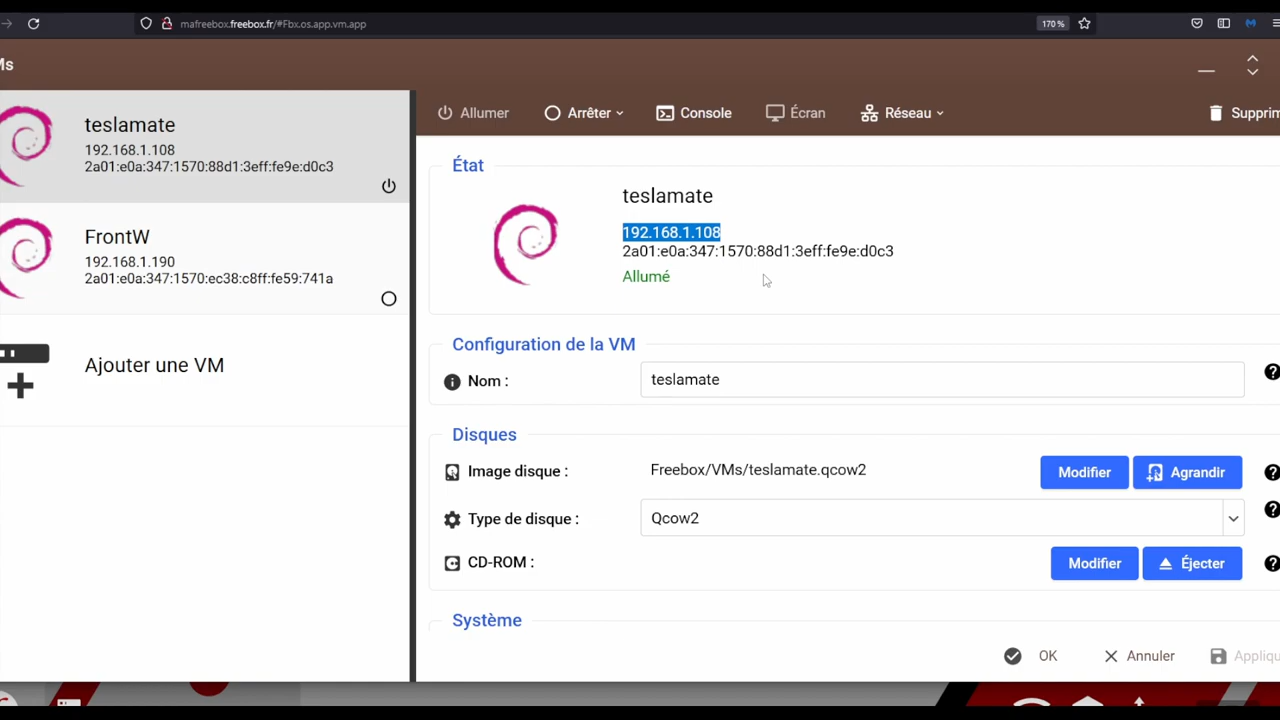 mafreebox.freebox.fr/#Fbx.os.app.vm.app
170 %
Ms
teslamate
192.168.1.108
2a01:e0a:347:1570:88d1:3eff:fe9e:d0c3
FrontW
192.168.1.190
2a01:e0a:347:1570:ec38:c8ff:fe59:741a
Ajouter une VM
Allumer
Arrêter
Console
Écran
Réseau
Supprim
État
teslamate
192.168.1.108
2a01:e0a:347:1570:88d1:3eff:fe9e:d0c3
Allumé
Configuration de la VM
Nom :
teslamate
Disques
Image disque :
Freebox/VMs/teslamate.qcow2
Modifier
Agrandir
Type de disque :
Qcow2
CD-ROM :
Modifier
Éjecter
Système
OK
Annuler
Appliqu